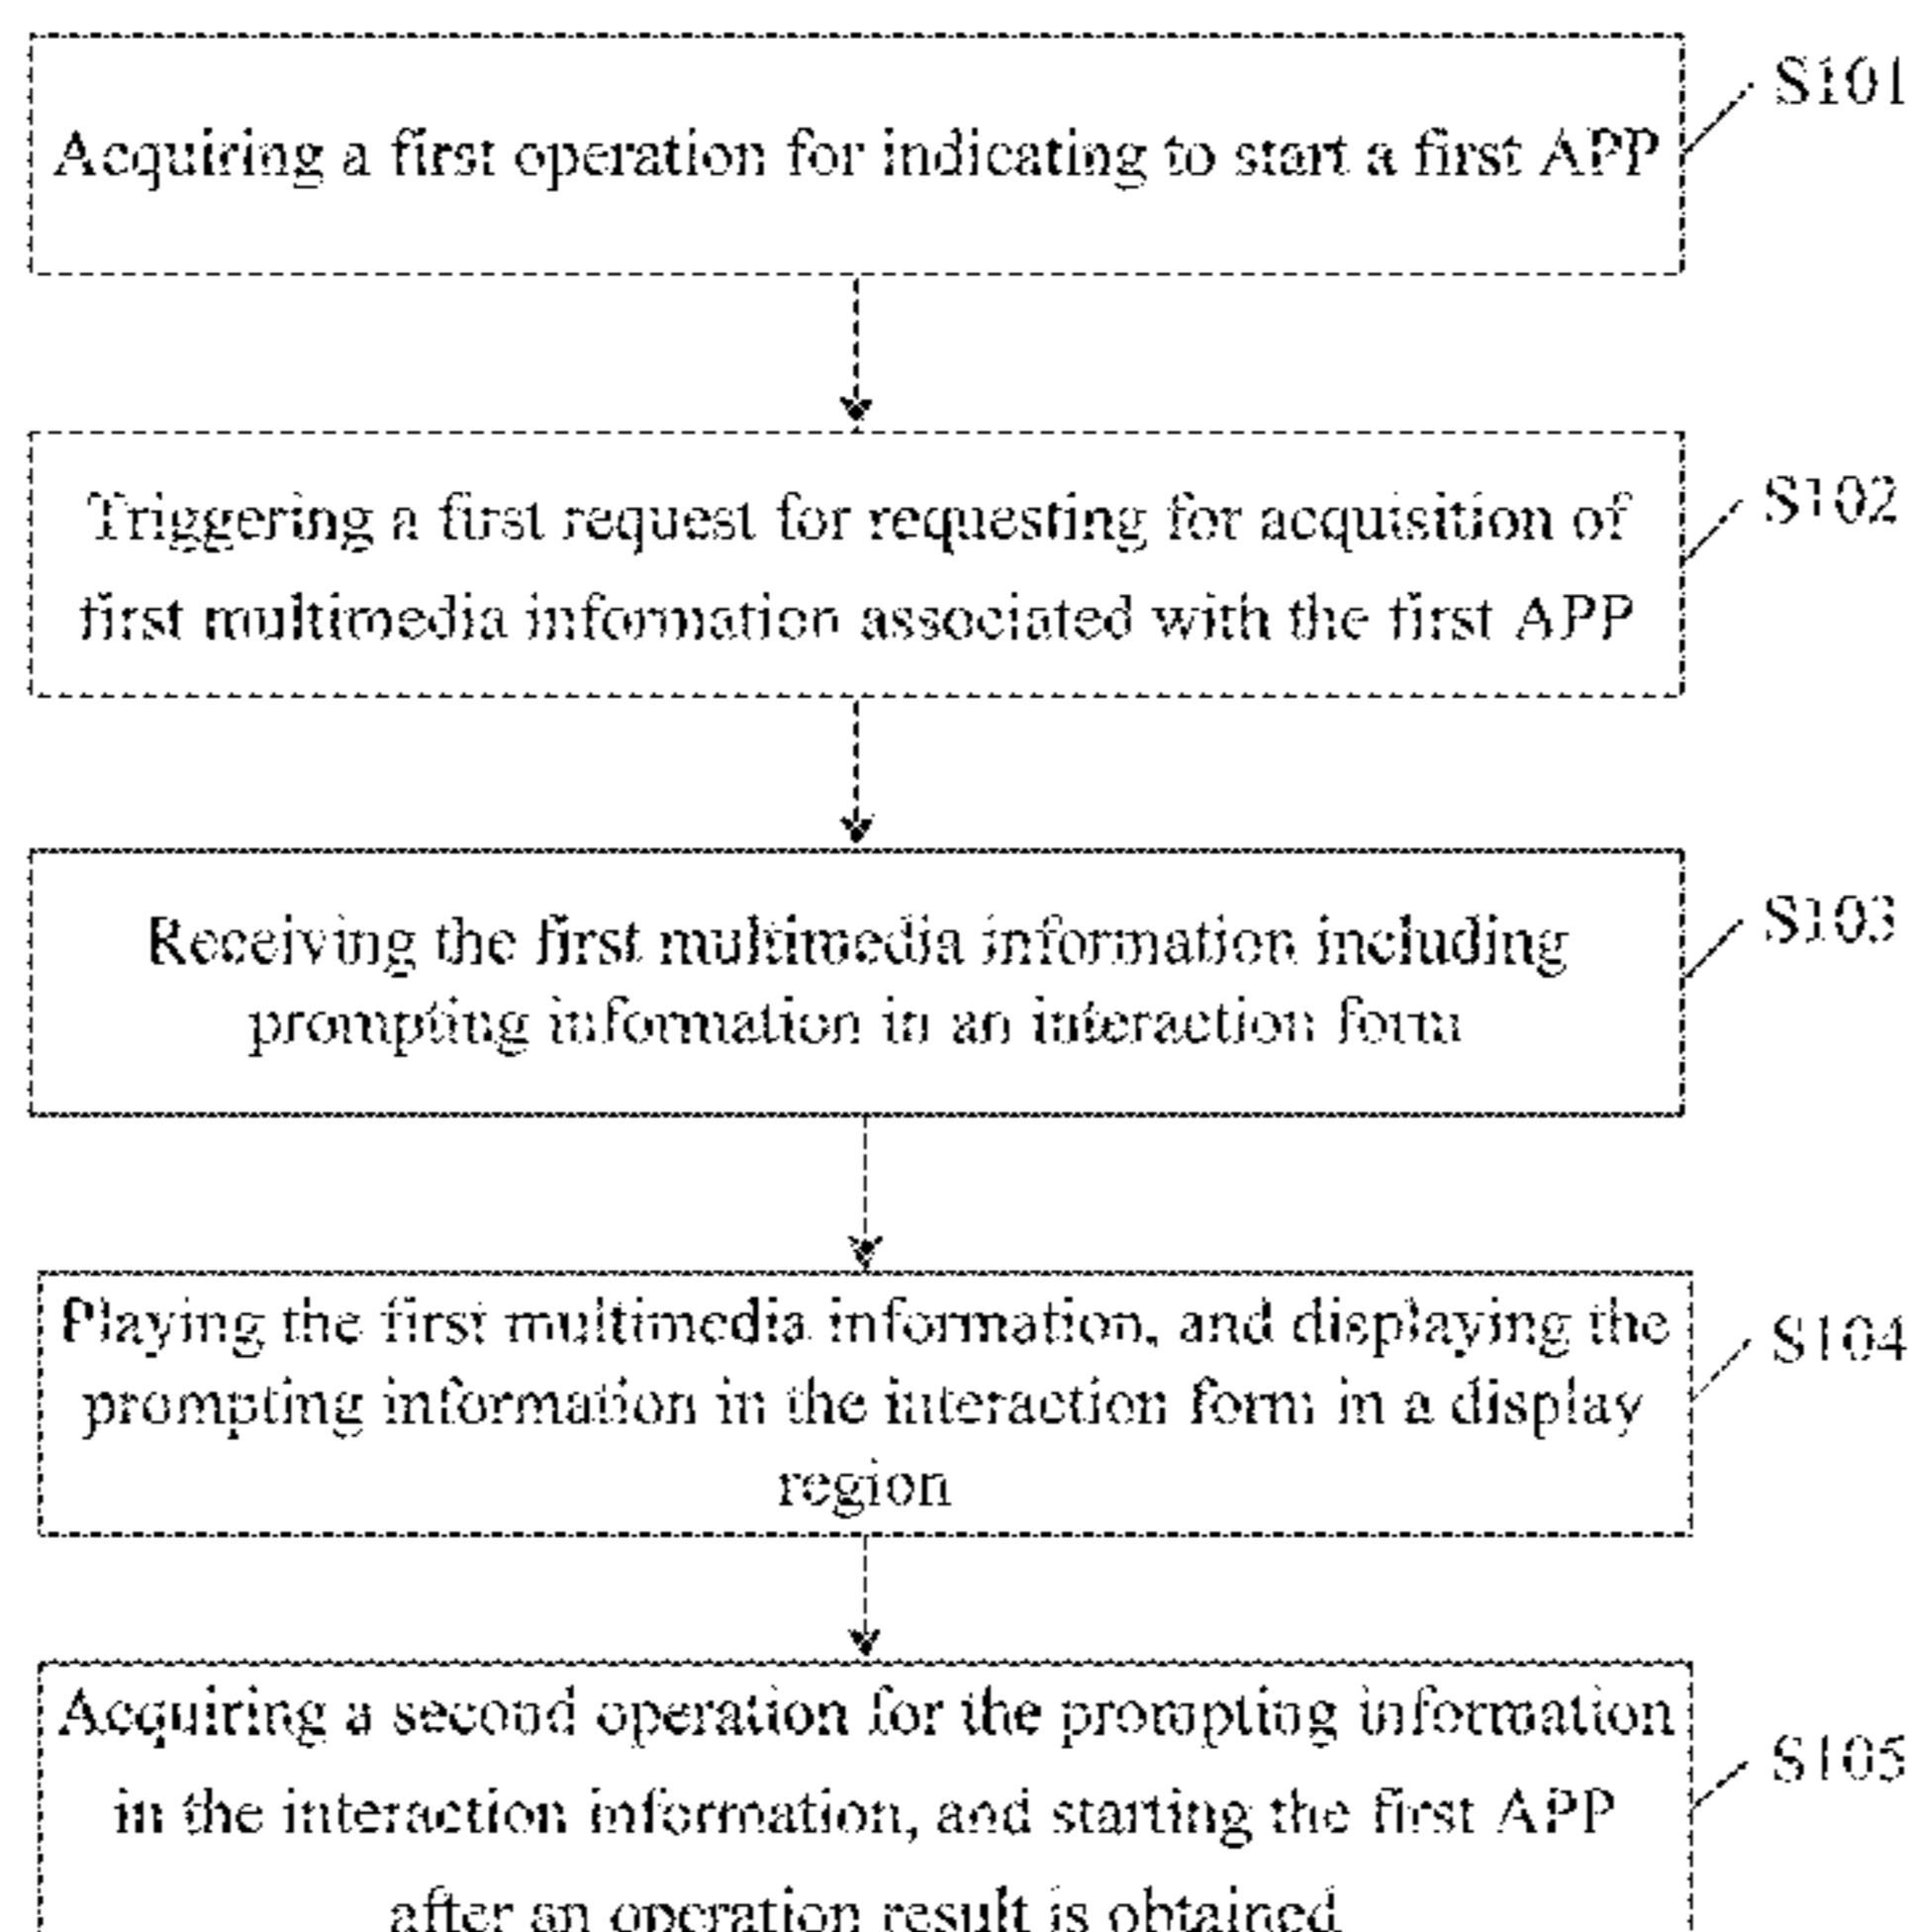 Acquiring a first operation for indicating to start a first APP
S101
Triggering a first request for requesting for acquisition of
first multimedia information associated with the first APP
S102
Receiving the first multimedia information including
prompting information in an interaction form
S103
Playing the first multimedia information, and displaying the
prompting information in the interaction form in a display
region
S104
Acquiring a second operation for the prompting information
in the interaction information, and starting the first APP
after an operation result is obtained
S105